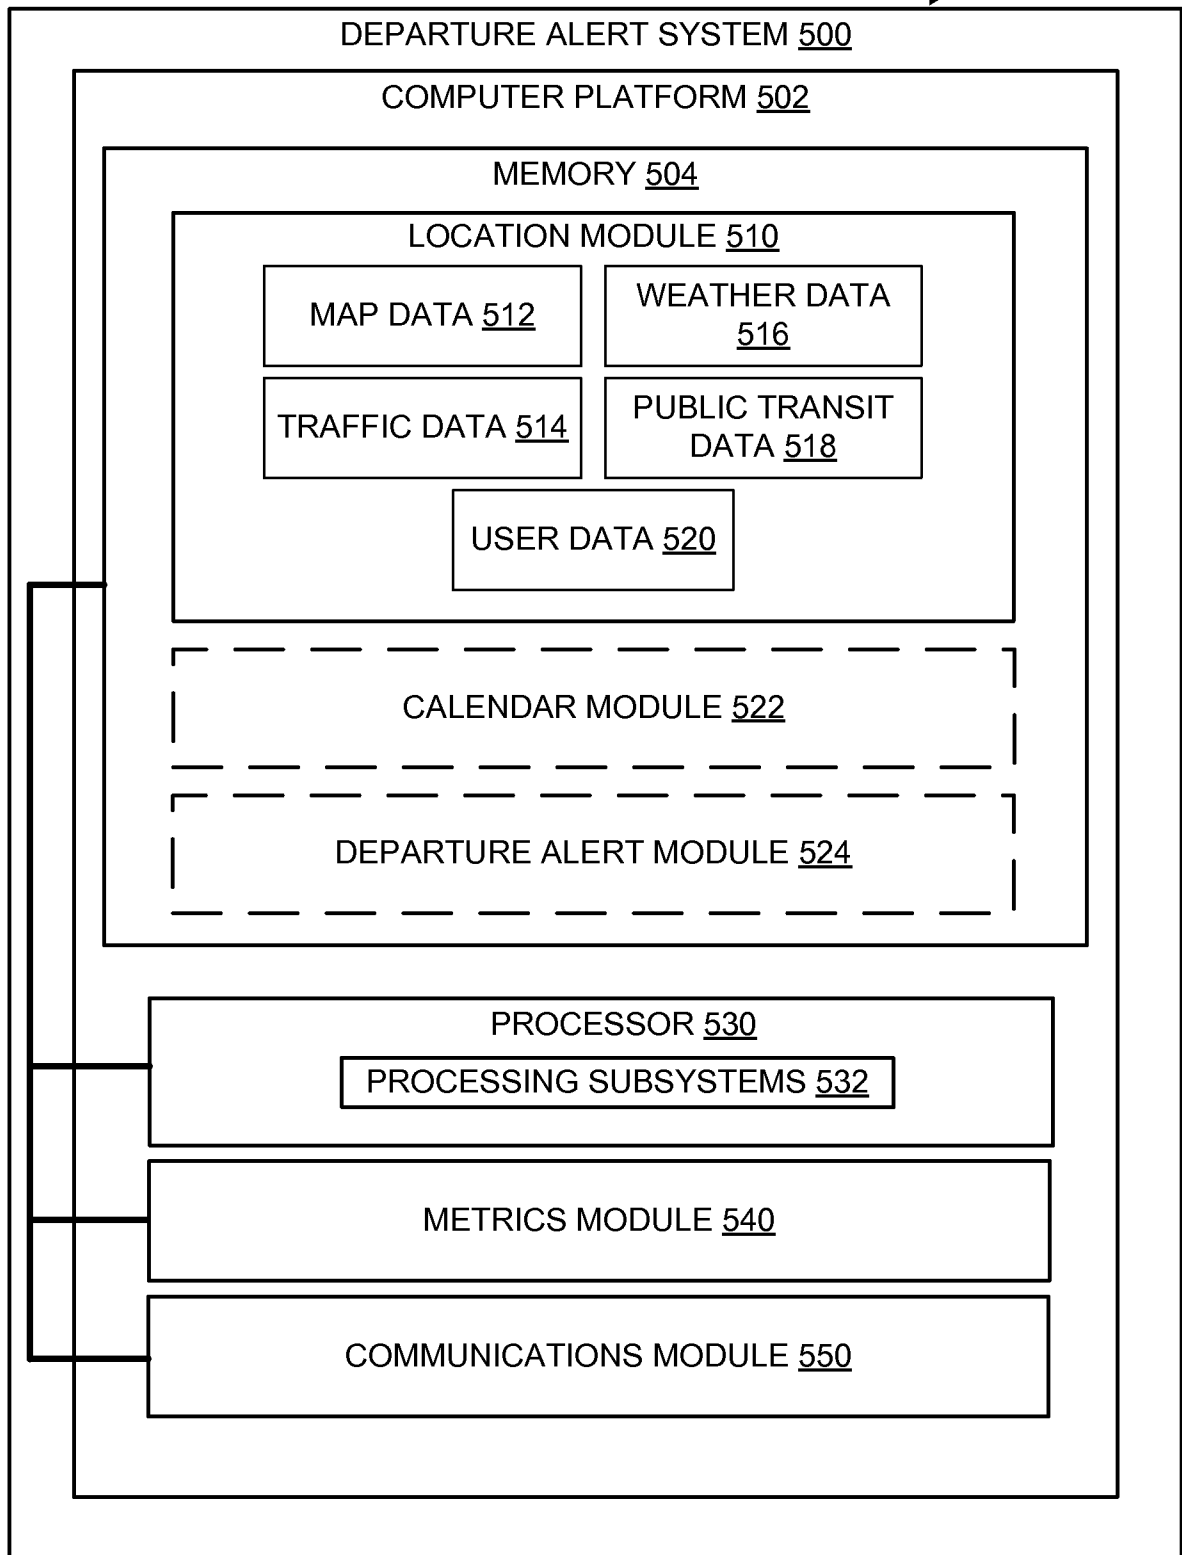 DEPARTURE ALERT SYSTEM 500
COMPUTER PLATFORM 502
MEMORY 504
LOCATION MODULE 510
MAP DATA 512
WEATHER DATA
516
TRAFFIC DATA 514
PUBLIC TRANSIT
DATA 518
USER DATA 520
CALENDAR MODULE 522
DEPARTURE ALERT MODULE 524
PROCESSOR 530
PROCESSING SUBSYSTEMS 532
METRICS MODULE 540
COMMUNICATIONS MODULE 550